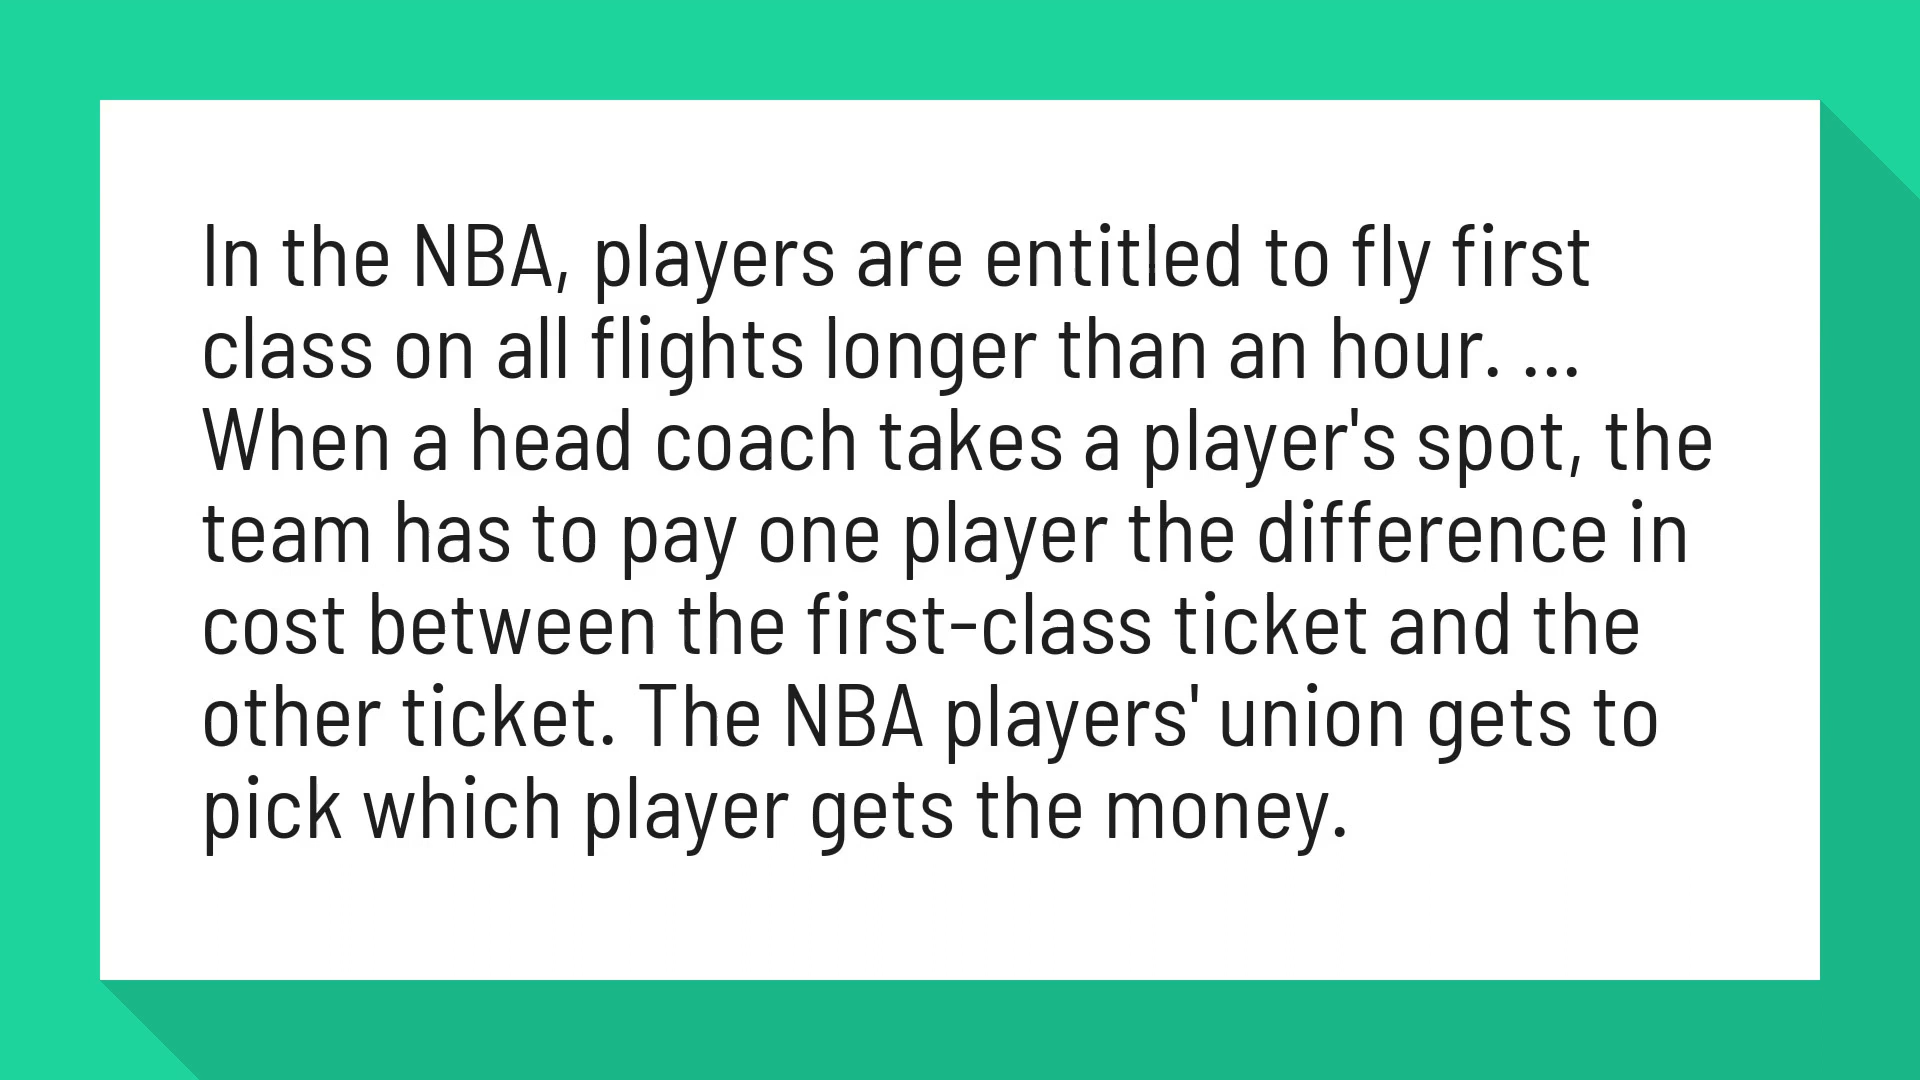 In the NBA, players are entitled to fly first
class on all flights longer than an hour. ...
When a head coach takes a player's spot, the
team has to pay one player the difference in
cost between the first-class ticket and the
other ticket. The NBA players' union gets to
pick which player gets the money.